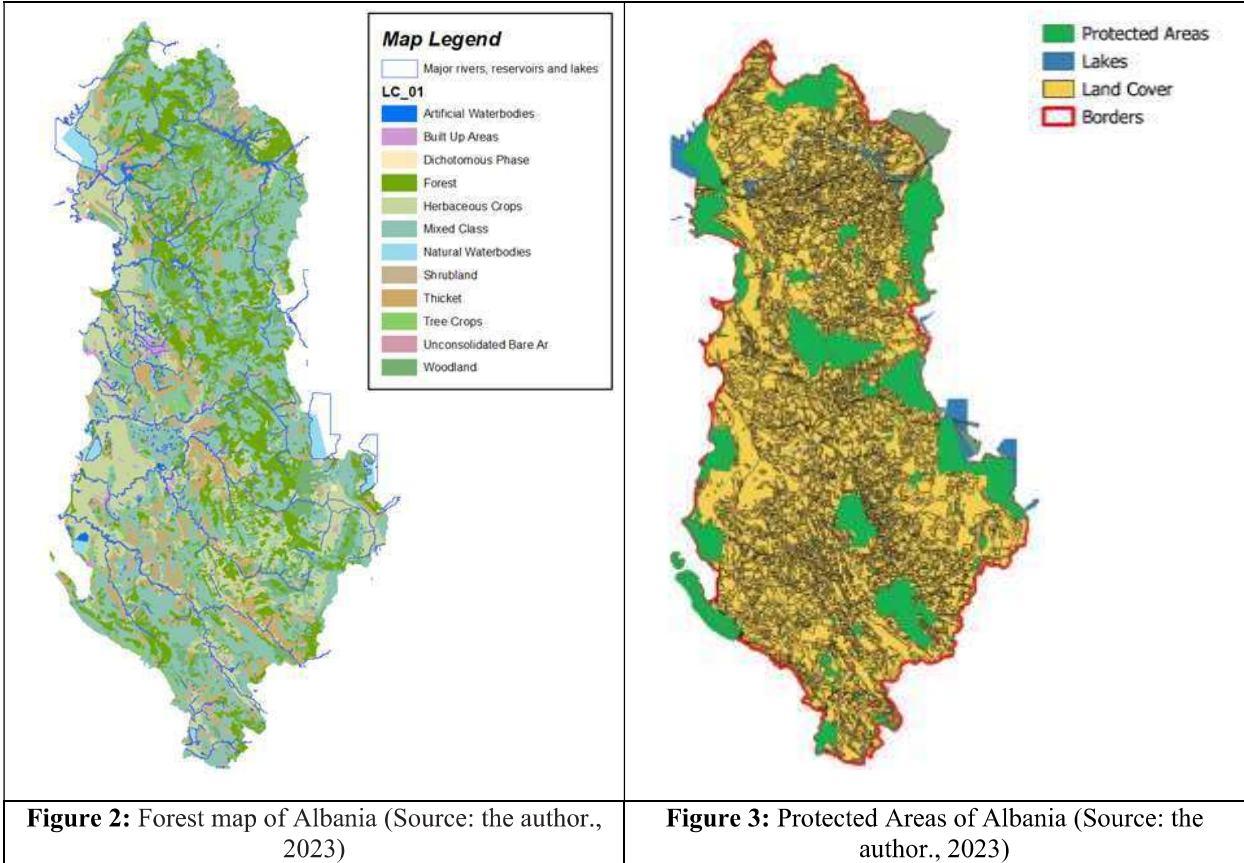 Map Legend
Major rivers, reservoirs and lakes
LC_01
Artificial Waterbodies
Built Up Areas
Dichotomous Phase
Forest
Herbaceous Crops
Mixed Class
Natural Waterbodies
Shrubland
Thicket
Tree Crops
Unconsolidated Bare Ar
Woodland
Protected Areas
Lakes
Land Cover
Borders
Figure 2: Forest map of Albania (Source: the author.,
2023)
Figure 3: Protected Areas of Albania (Source: the
author., 2023)